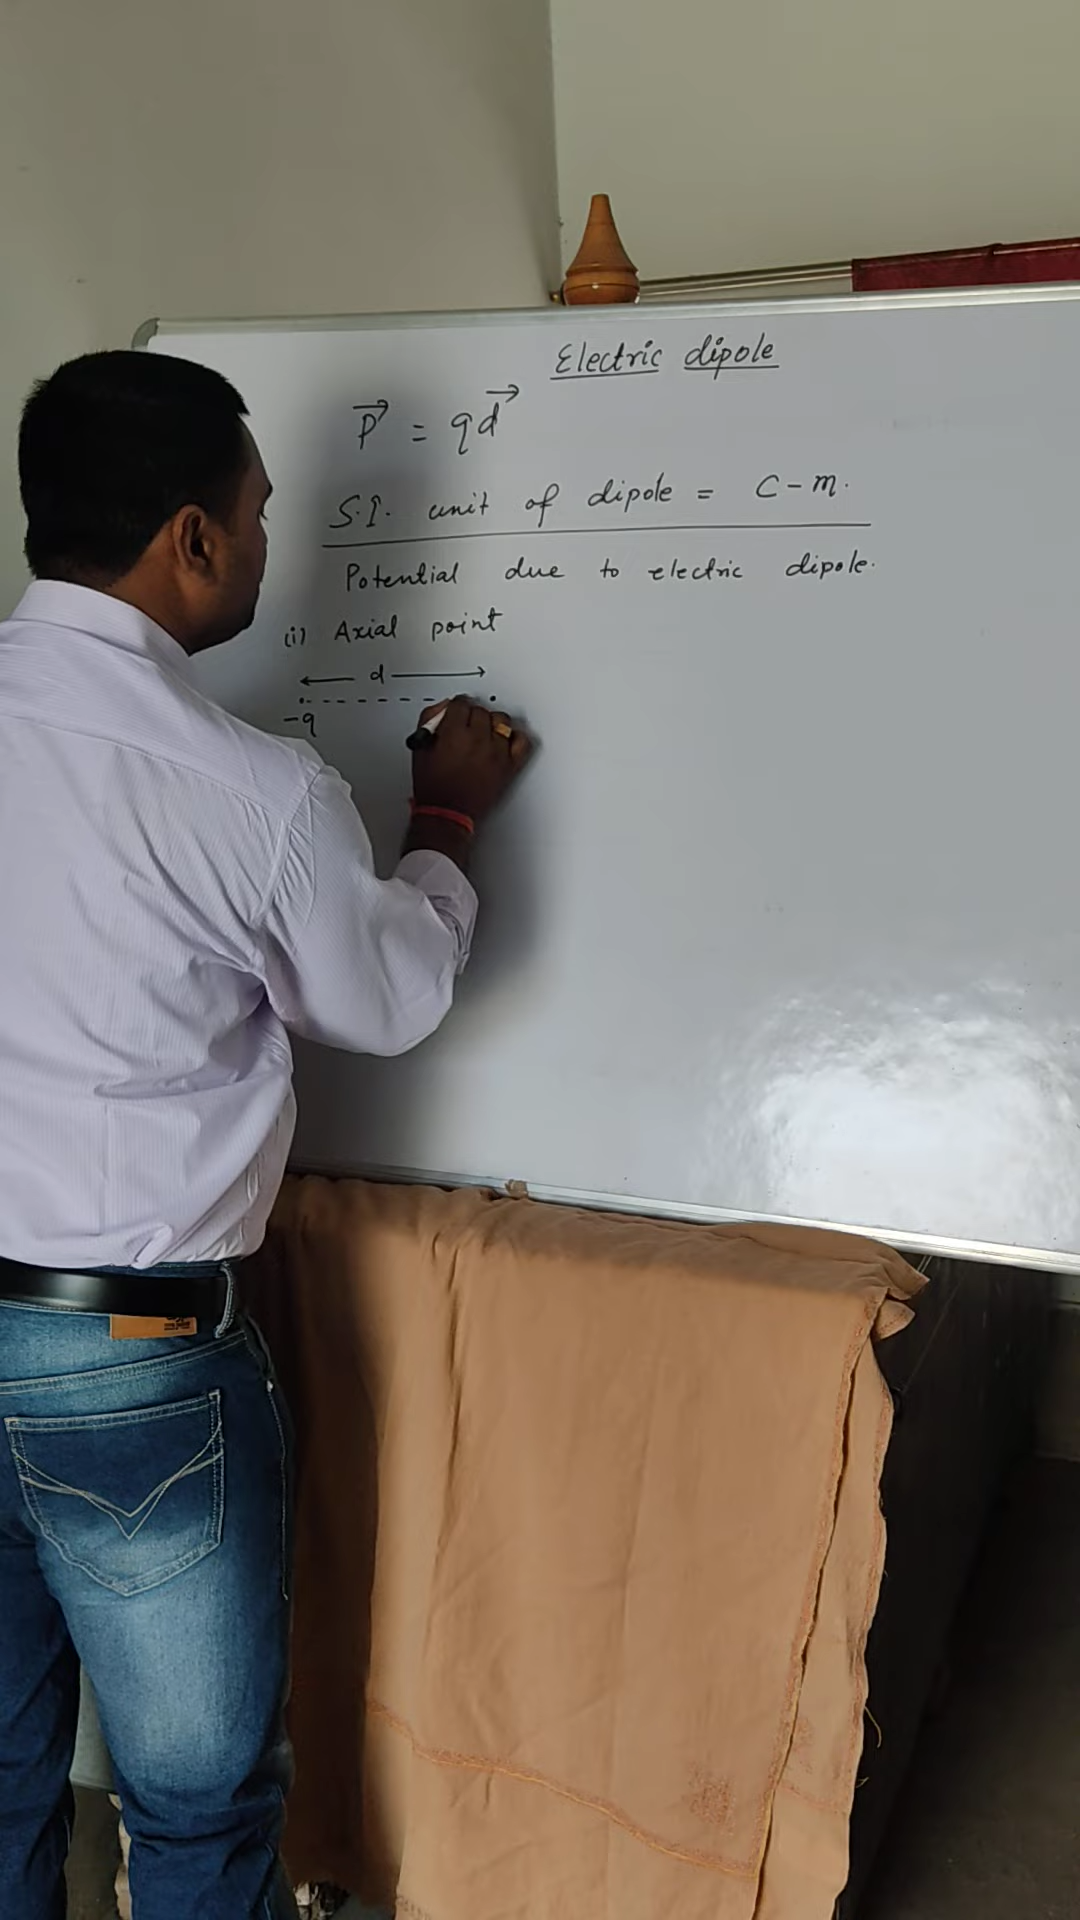 Electric dipole
P⃗ = qd⃗
S.I. unit of dipole = C-m.
Potential due to electric dipole.
(i) Axial point
d
-q